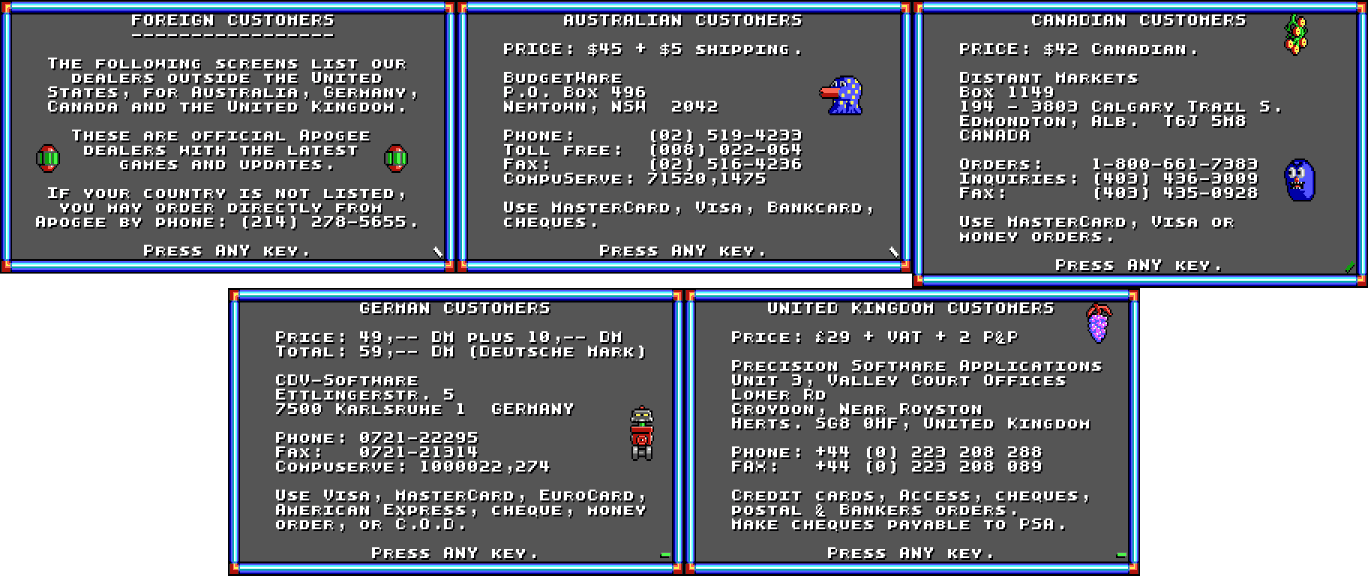 FOREIGN CUSTOMERS
-----------------
The following screens list our
dealers outside the United
States, for Australia, Germany,
Canada and the United Kingdom.
These are official Apogee
dealers with the latest
games and updates.
If your country is not listed,
you may order directly from
Apogee by phone: (214) 278-5655.
Press ANY key.
AUSTRALIAN CUSTOMERS
PRICE: $45 + $5 shipping.
BudgetWare
P.O. Box 496
Newtown, NSW  2042
Phone: (02) 519-4233
Toll free: (008) 022-064
Fax: (02) 516-4236
CompuServe: 71520,1475
Use MasterCard, Visa, Bankcard,
cheques.
Press ANY key.
CANADIAN CUSTOMERS
PRICE: $42 Canadian.
Distant Markets
Box 1149
194 - 3803 Calgary Trail S.
Edmondton, Alb.  T6J 5M8
CANADA
Orders: 1-800-661-7383
Inquiries: (403) 436-3009
Fax: (403) 435-0928
Use MasterCard, Visa or
money orders.
Press ANY key.
GERMAN CUSTOMERS
Price: 49,-- DM plus 10,-- DM
Total: 59,-- DM (Deutsche Mark)
CDV-Software
Ettlingerstr. 5
7500 Karlsruhe 1  GERMANY
Phone: 0721-22295
Fax: 0721-21314
Compuserve: 1000022,274
Use Visa, MasterCard, EuroCard,
American Express, cheque, money
order, or C.O.D.
Press ANY key.
UNITED KINGDOM CUSTOMERS
Price: £29 + VAT + 2 P&P
Precision Software Applications
Unit 3, Valley Court Offices
Lower Rd
Croydon, Near Royston
Herts. SG8 0HF, United Kingdom
Phone: +44 (0) 223 208 288
FAX: +44 (0) 223 208 089
Credit cards, Access, cheques,
postal & Bankers orders.
Make cheques payable to PSA.
Press ANY key.